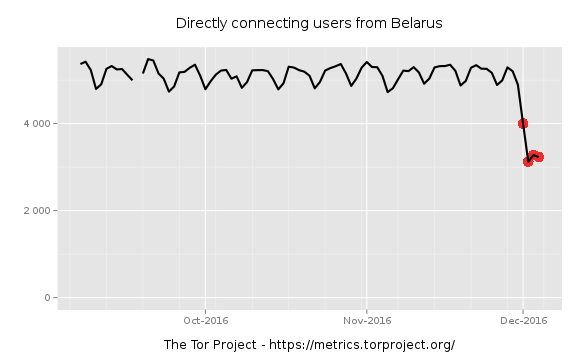 Directly connecting users from Belarus
4 000
2 000
0
Oct-2016 Nov-2016 Dec-2016
The Tor Project - https://metrics.torproject.org/